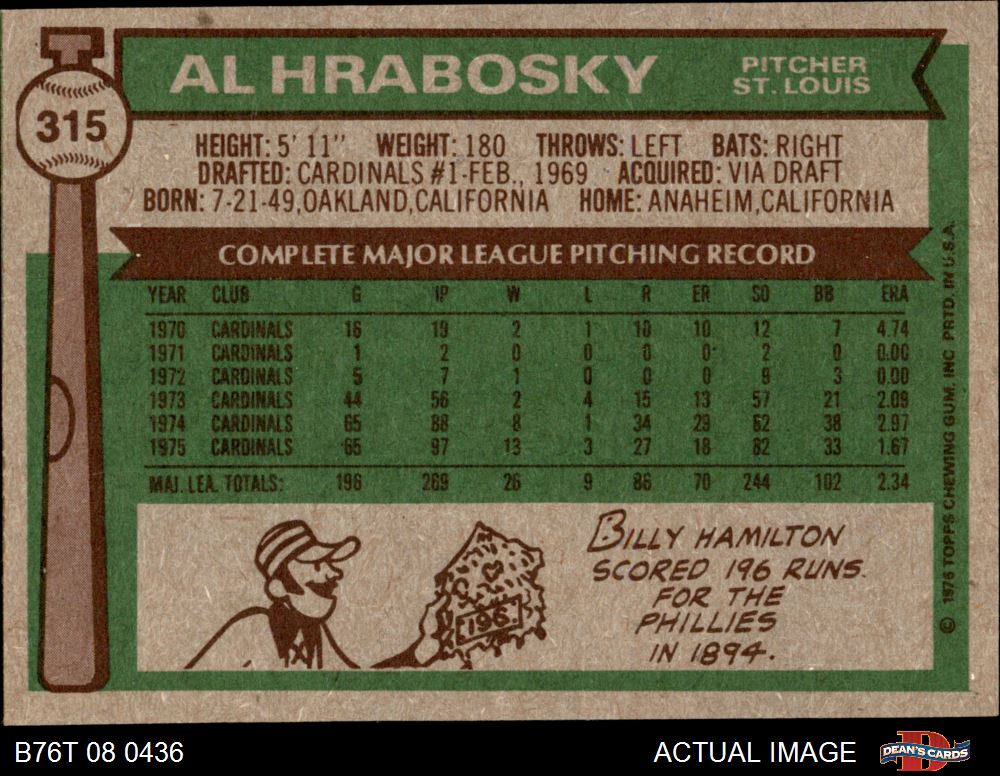 315
AL HRABOSKY
PITCHER
ST. LOUIS
HEIGHT: 5' 11" WEIGHT: 180 THROWS: LEFT BATS: RIGHT
DRAFTED: CARDINALS #1-FEB., 1969 ACQUIRED: VIA DRAFT
BORN: 7-21-49, OAKLAND, CALIFORNIA HOME: ANAHEIM, CALIFORNIA
COMPLETE MAJOR LEAGUE PITCHING RECORD
YEAR CLUB G IP W L R ER SO BB ERA
1970 CARDINALS 16 19 2 1 10 10 12 7 4.74
1971 CARDINALS 1 2 0 0 0 0 2 0 0.00
1972 CARDINALS 5 7 1 0 0 0 9 3 0.00
1973 CARDINALS 44 56 2 4 15 13 57 21 2.09
1974 CARDINALS 65 88 8 1 34 29 82 38 2.97
1975 CARDINALS 65 97 13 3 27 18 82 33 1.67
MAJ. LEA. TOTALS: 196 269 26 9 86 70 244 102 2.34
196
BILLY HAMILTON
SCORED 196 RUNS
FOR THE
PHILLIES
IN 1894.
© 1976 TOPPS CHEWING GUM, INC PRTD. IN U.S.A.
B76T 08 0436
ACTUAL IMAGE
DEAN'S CARDS